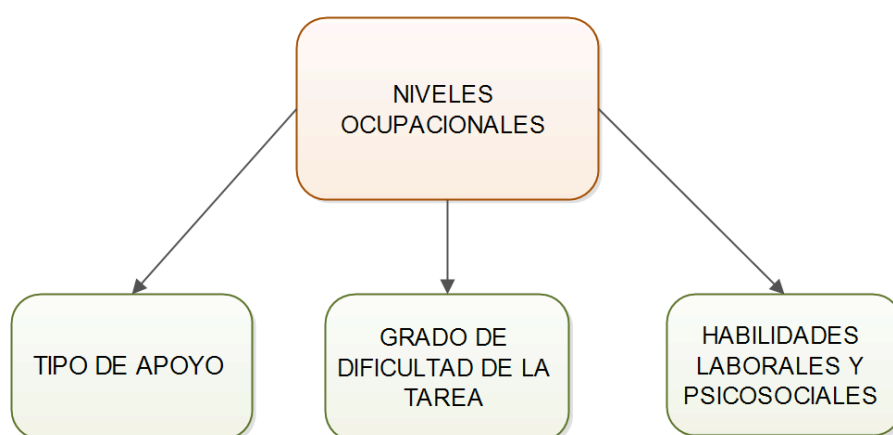 NIVELES
OCUPACIONALES
TIPO DE APOYO
GRADO DE
DIFICULTAD DE LA
TAREA
HABILIDADES
LABORALES Y
PSICOSOCIALES